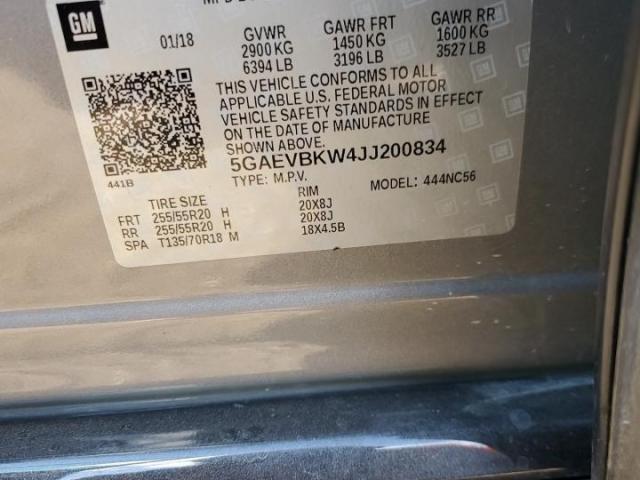 GM
01/18
GVWR GAWR FRT GAWR RR
2900 KG 1450 KG 1600 KG
6394 LB 3196 LB 3527 LB
THIS VEHICLE CONFORMS TO ALL
APPLICABLE U.S. FEDERAL MOTOR
VEHICLE SAFETY STANDARDS IN EFFECT
ON THE DATE OF MANUFACTURE
SHOWN ABOVE.
441B
5GAEVBKW4JJ200834
TYPE: M.P.V. MODEL: 444NC56
TIRE SIZE RIM
FRT 255/55R20 H 20X8J
RR 255/55R20 H 20X8J
SPA T135/70R18 M 18X4.5B